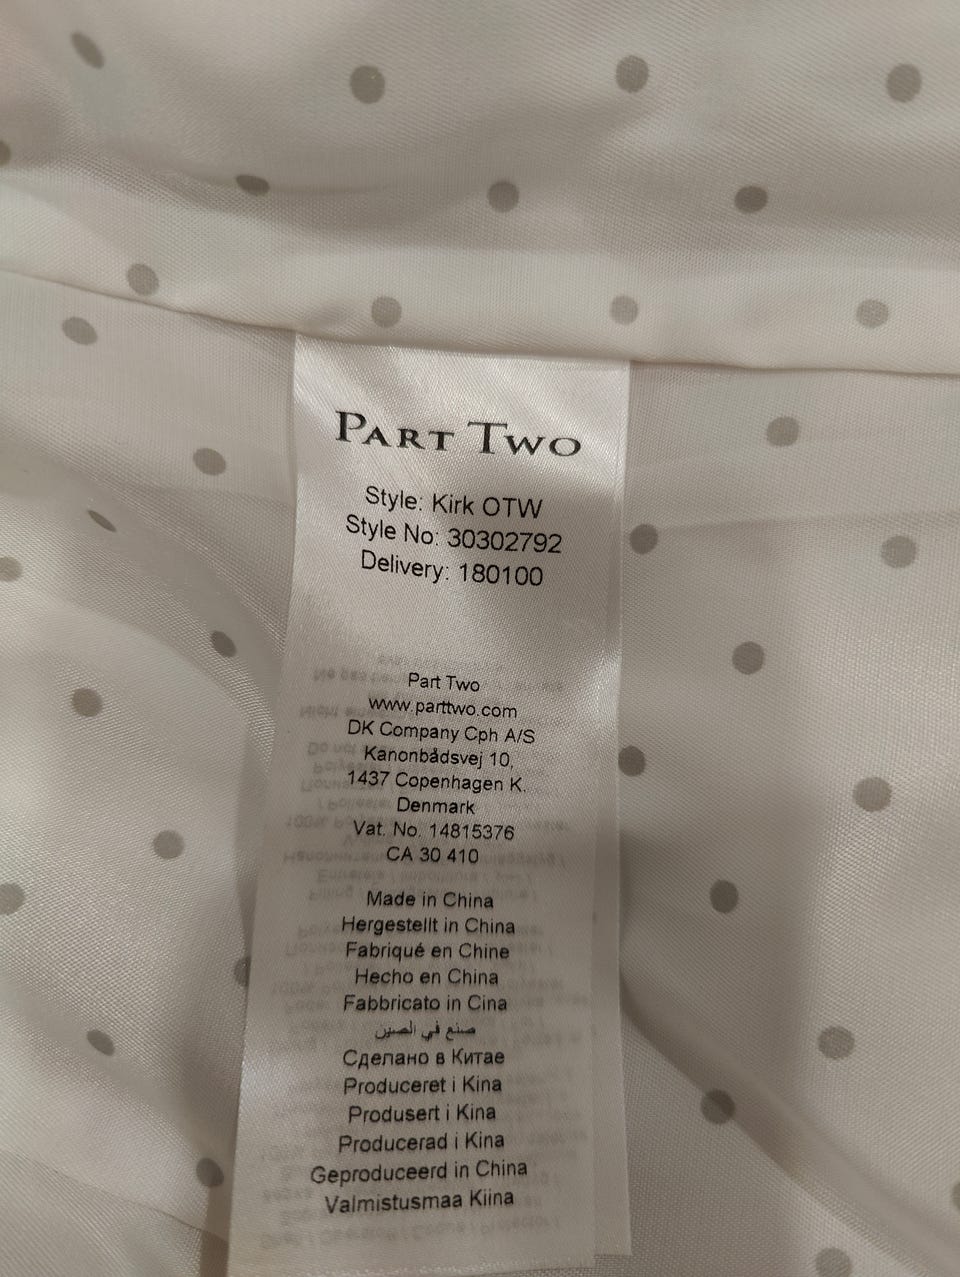 PART TWO
Style: Kirk OTW
Style No: 30302792
Delivery: 180100
Part Two
www.parttwo.com
DK Company Cph A/S
Kanonbådsvej 10,
1437 Copenhagen K.
Denmark
Vat. No. 14815376
CA 30 410
Made in China
Hergestellt in China
Fabriqué en Chine
Hecho en China
Fabbricato in Cina
صنع في الصين
Сделано в Китае
Produceret i Kina
Produsert i Kina
Producerad i Kina
Geproduceerd in China
Valmistusmaa Kiina